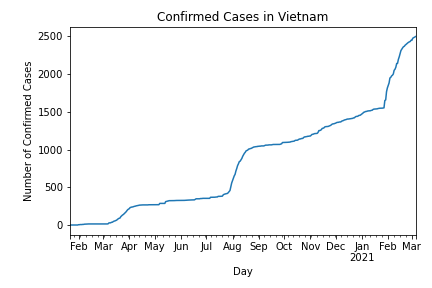 Confirmed Cases in Vietnam
2500
2000
1500
1000
500
0
Number of Confirmed Cases
Feb Mar Apr May Jun Jul Aug Sep Oct Nov Dec Jan Feb Mar
2021
Day